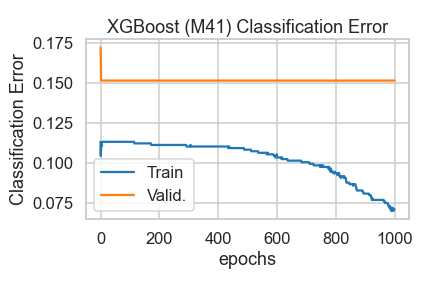 XGBoost (M41) Classification Error
Classification Error
0.175
0.150
0.125
0.100
0.075
Train
Valid.
0 200 400 600 800 1000
epochs